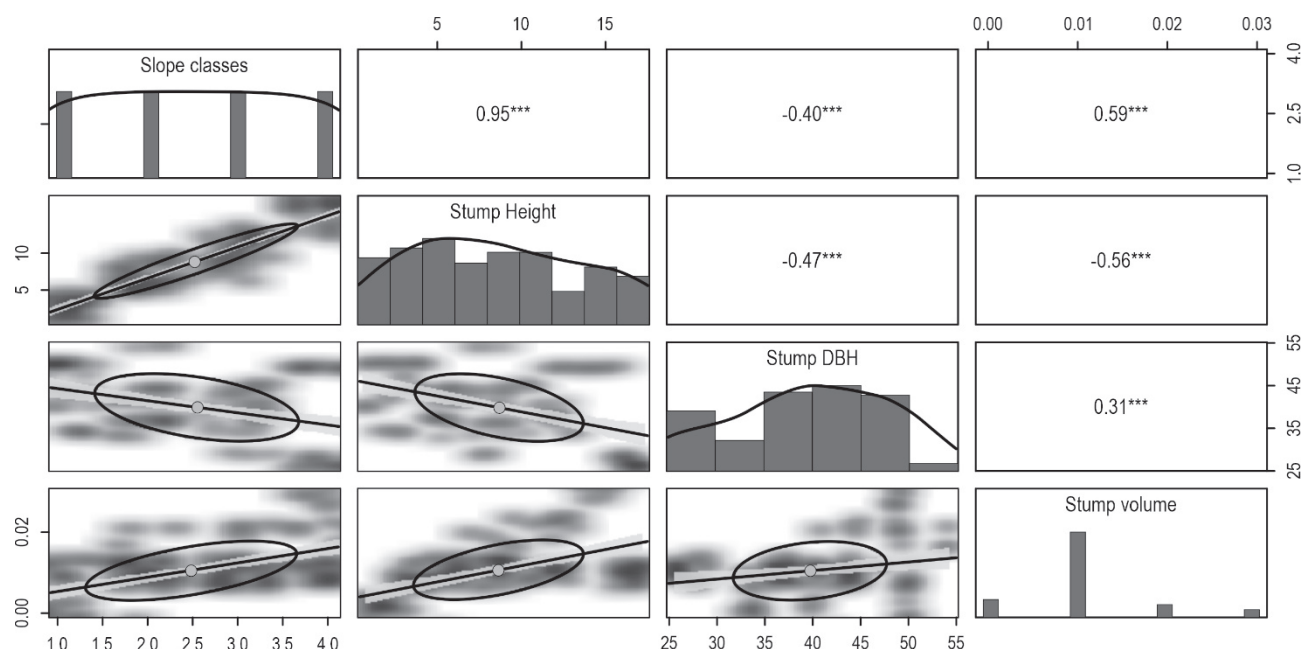 5 10 15
0.00 0.01 0.02 0.03
Slope classes
0.95***
-0.40***
0.59***
1.0 2.5 4.0
5 10
Stump Height
-0.47***
-0.56***
Stump DBH
0.31***
25 35 45 55
0.00 0.02
Stump volume
1.0 1.5 2.0 2.5 3.0 3.5 4.0
25 30 35 40 45 50 55